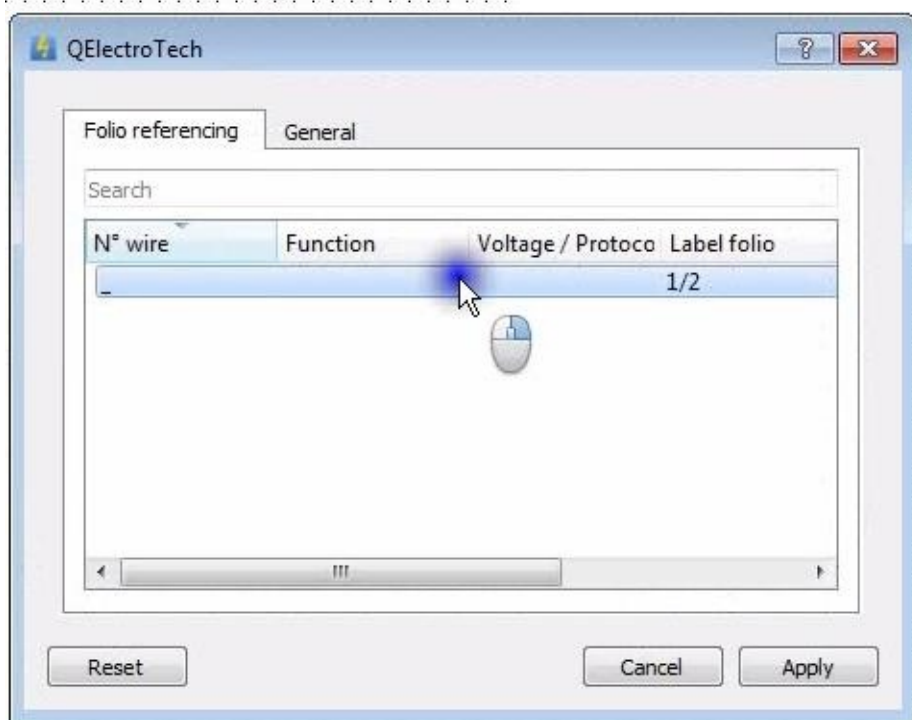 QElectroTech
Folio referencing General
Search
N° wire Function Voltage / Protoco Label folio
_ 1/2
Reset Cancel Apply